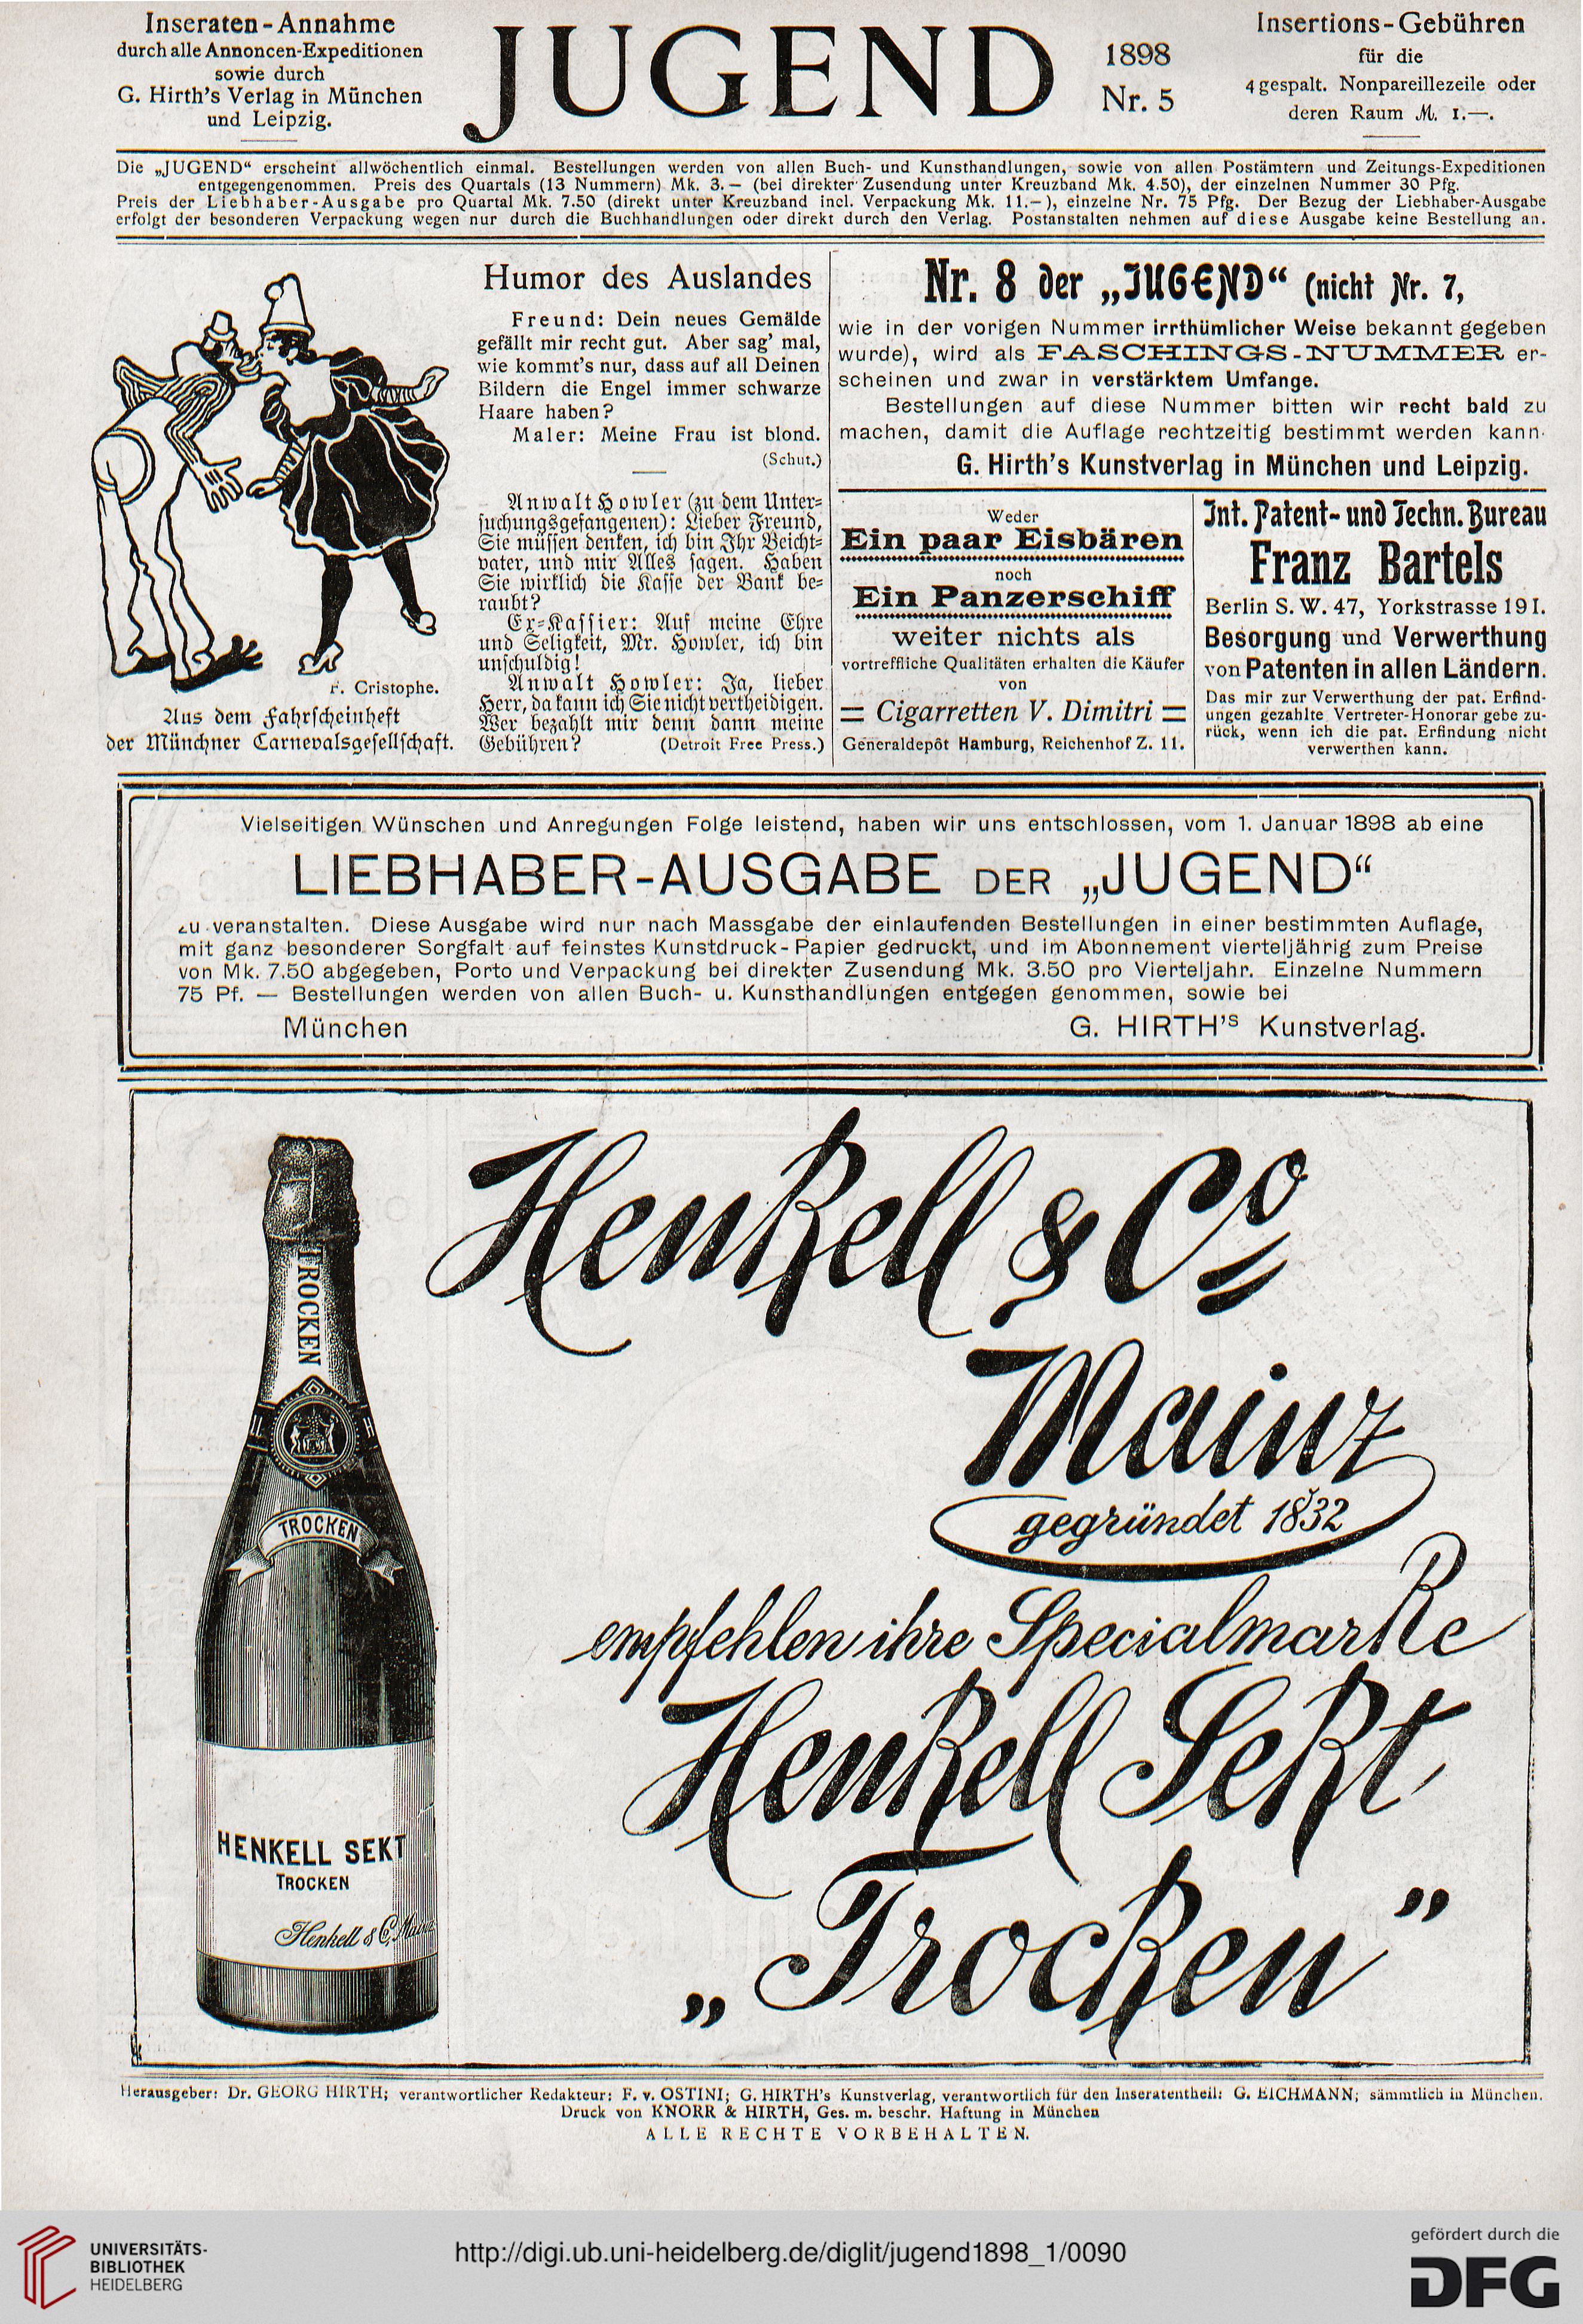 Inseraten-Annahme
durch alle Annoncen-Expeditionen
sowie durch
G. Hirth's Verlag in München
und Leipzig.
JUGEND
1898
Nr. 5
Insertions-Gebühren
für die
4 gespalt. Nonpareillezeile oder
deren Raum M. 1.—.
Die „JUGEND“ erscheint allwöchentlich einmal. Bestellungen werden von allen Buch- und Kunsthandlungen, sowie von allen Postämtern und Zeitungs-Expeditionen
entgegengenommen. Preis des Quartals (13 Nummern) Mk. 3.— (bei direkter Zusendung unter Kreuzband Mk. 4.50), der einzelnen Nummer 30 Pfg.
Preis der Liebhaber-Ausgabe pro Quartal Mk. 7.50 (direkt unter Kreuzband incl. Verpackung Mk. 11.—), einzelne Nr. 75 Pfg. Der Bezug der Liebhaber-Ausgabe
erfolgt der besonderen Verpackung wegen nur durch die Buchhandlungen oder direkt durch den Verlag. Postanstalten nehmen auf diese Ausgabe keine Bestellung an.
F. Cristophe.
Aus dem Fahrscheinheft
der Münchner Carnevalsgesellschaft.
Humor des Auslandes
Freund: Dein neues Gemälde
gefällt mir recht gut. Aber sag' mal,
wie kommt's nur, dass auf all Deinen
Bildern die Engel immer schwarze
Haare haben?
Maler: Meine Frau ist blond.
(Schut.)
Anwalt Howler (zu dem Unter-
suchungsgefangenen): Lieber Freund,
Sie müssen denken, ich bin Ihr Beicht-
vater, und mir Alles sagen. Haben
Sie wirklich die Kasse der Bank be-
raubt?
Ex-Kassier: Auf meine Ehre
und Seligkeit, Mr. Howler, ich bin
unschuldig!
Anwalt Howler: Ja, lieber
Herr, da kann ich Sie nicht vertheidigen.
Wer bezahlt mir denn dann meine
Gebühren? (Detroit Free Press.)
Nr. 8 der „JUGEND“ (nicht Nr. 7,
wie in der vorigen Nummer irrthümlicher Weise bekannt gegeben
wurde), wird als FASCHINGS-NUMMER er-
scheinen und zwar in verstärktem Umfange.
Bestellungen auf diese Nummer bitten wir recht bald zu
machen, damit die Auflage rechtzeitig bestimmt werden kann.
G. Hirth's Kunstverlag in München und Leipzig.
Weder
Ein paar Eisbären
noch
Ein Panzerschiff
weiter nichts als
vortreffliche Qualitäten erhalten die Käufer
von
= Cigarretten V. Dimitri =
Generaldepôt Hamburg, Reichenhof Z. 11.
Int. Patent- und Techn. Bureau
Franz Bartels
Berlin S. W. 47, Yorkstrasse 19 I.
Besorgung und Verwerthung
von Patenten in allen Ländern.
Das mir zur Verwerthung der pat. Erfind-
ungen gezahlte Vertreter-Honorar gebe zu-
rück, wenn ich die pat. Erfindung nicht
verwerthen kann.
Vielseitigen Wünschen und Anregungen Folge leistend, haben wir uns entschlossen, vom 1. Januar 1898 ab eine
LIEBHABER-AUSGABE DER „JUGEND“
zu veranstalten. Diese Ausgabe wird nur nach Massgabe der einlaufenden Bestellungen in einer bestimmten Auflage,
mit ganz besonderer Sorgfalt auf feinstes Kunstdruck-Papier gedruckt, und im Abonnement vierteljährig zum Preise
von Mk. 7.50 abgegeben, Porto und Verpackung bei direkter Zusendung Mk. 3.50 pro Vierteljahr. Einzelne Nummern
75 Pf. — Bestellungen werden von allen Buch- u. Kunsthandlungen entgegen genommen, sowie bei
München G. HIRTH'S Kunstverlag.
TROCKEN
H H
TROCKEN
HENKELL SEKT
TROCKEN
Henkell & Co, Mainz
Henkell & Co
Mainz
gegründet 1832
empfehlen ihre Specialmarke
Henkell Sekt
„Trocken”
Herausgeber: Dr. GEORG HIRTH; verantwortlicher Redakteur: F. v. OSTINI; G. HIRTH's Kunstverlag, verantwortlich für den Inseratentheil: G. EICHMANN; sämmtlich in München.
Druck von KNORR & HIRTH, Ges. m. beschr. Haftung in München
ALLE RECHTE VORBEHALTEN.
UNIVERSITÄTS-
BIBLIOTHEK
HEIDELBERG
http://digi.ub.uni-heidelberg.de/diglit/jugend1898_1/0090
gefördert durch die
DFG